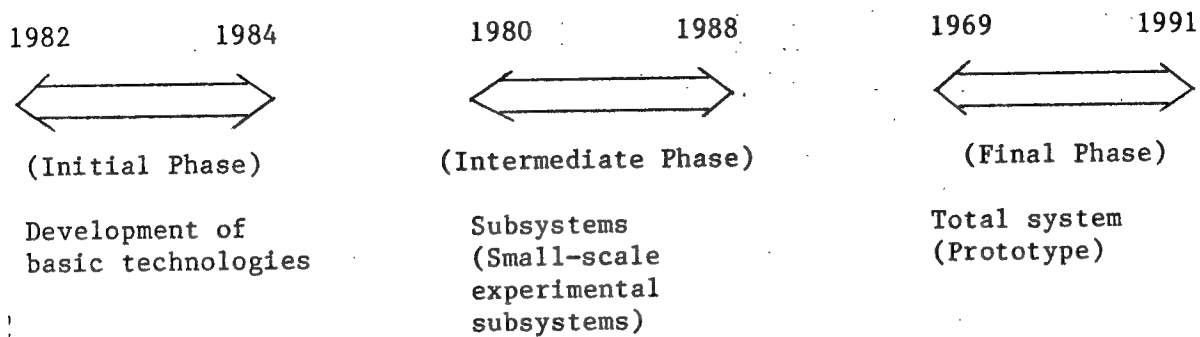 1982 1984
(Initial Phase)
Development of
basic technologies
1980 1988
(Intermediate Phase)
Subsystems
(Small-scale
experimental
subsystems)
1969 1991
(Final Phase)
Total system
(Prototype)